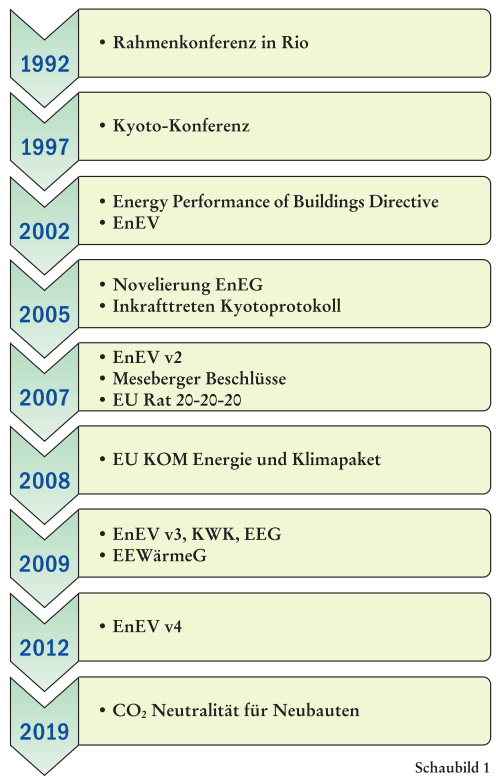 1992
• Rahmenkonferenz in Rio
1997
• Kyoto-Konferenz
2002
• Energy Performance of Buildings Directive
• EnEV
2005
• Novelierung EnEG
• Inkrafttreten Kyotoprotokoll
2007
• EnEV v2
• Meseberger Beschlüsse
• EU Rat 20-20-20
2008
• EU KOM Energie und Klimapaket
2009
• EnEV v3, KWK, EEG
• EEWärmeG
2012
• EnEV v4
2019
• CO₂ Neutralität für Neubauten
Schaubild 1